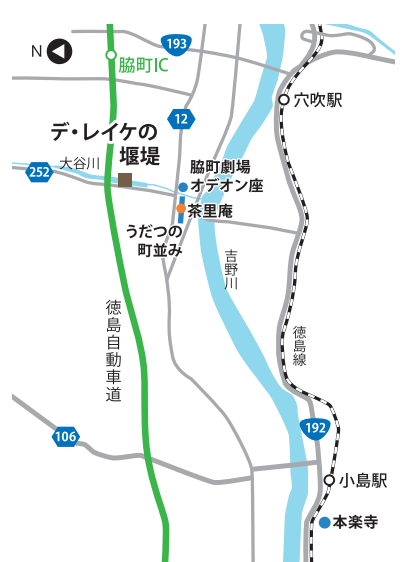 193
N
脇町IC
穴吹駅
12
デ・レイケの
堰堤
大谷川
252
脇町劇場
オデオン座
茶里庵
うだつの
町並み
吉野川
徳島自動車道
徳島線
192
106
小島駅
本楽寺